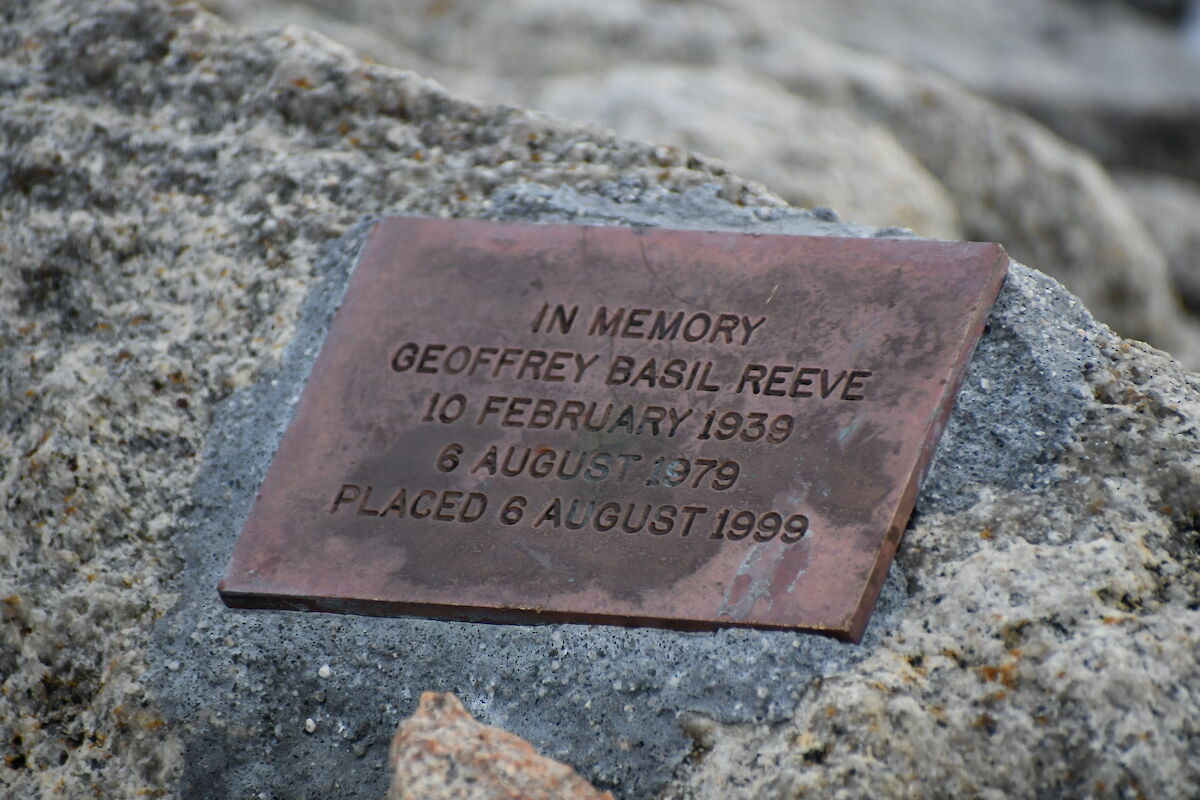 IN MEMORY
GEOFFREY BASIL REEVE
10 FEBRUARY 1939
6 AUGUST 1979
PLACED 6 AUGUST 1999